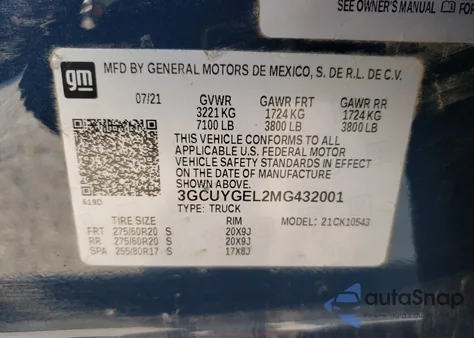 SEE OWNER'S MANUAL
gm
MFD BY GENERAL MOTORS DE MEXICO, S. DE R.L. DE C.V.
07/21 GVWR GAWR FRT GAWR RR
3221 KG 1724 KG 1724 KG
7100 LB 3800 LB 3800 LB
THIS VEHICLE CONFORMS TO ALL
APPLICABLE U.S. FEDERAL MOTOR
VEHICLE SAFETY STANDARDS IN EFFECT
ON THE DATE OF MANUFACTURE
SHOWN ABOVE.
619D
3GCUYGEL2MG432001
TYPE: TRUCK MODEL: 21CK10543
TIRE SIZE RIM
FRT 275/60R20 S 20X9J
RR 275/60R20 S 20X9J
SPA 255/80R17 S 17X8J
autoSnap